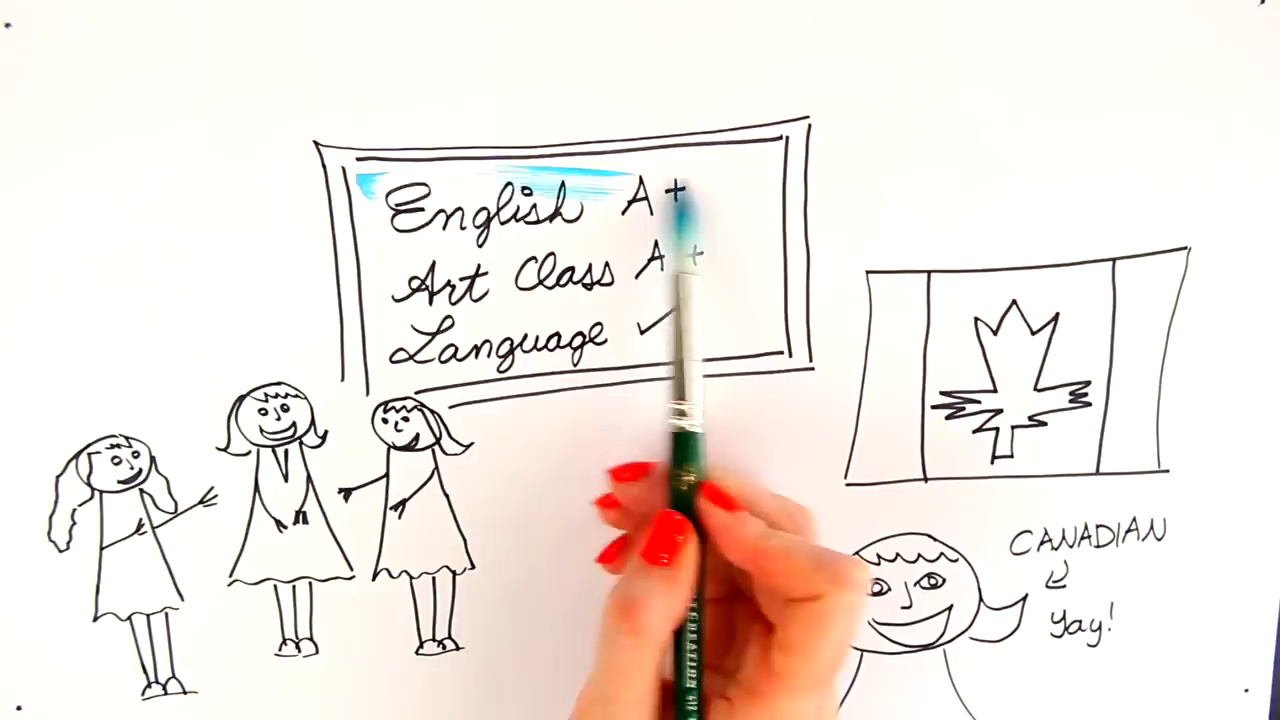 English A+
Art Class A+
Language ✓
CANADIAN
Yay!